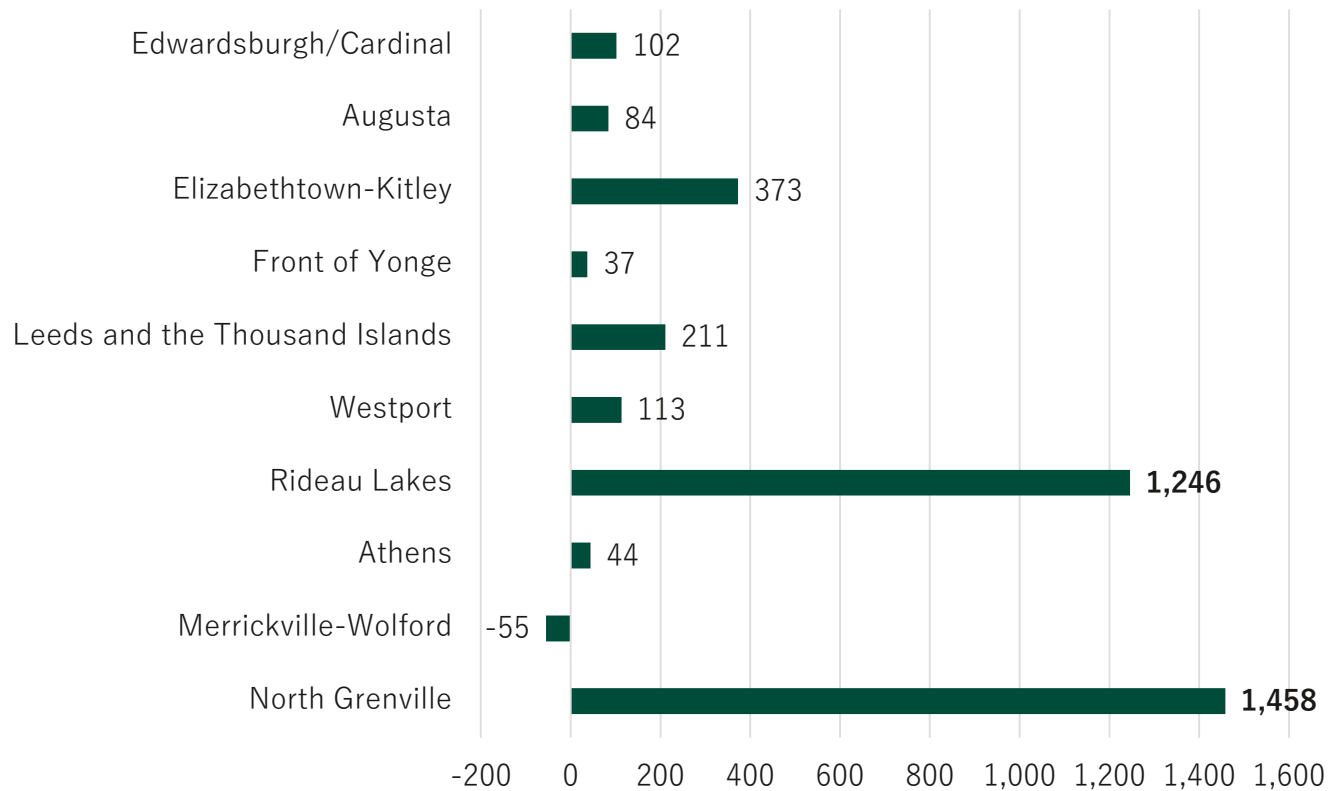 Edwardsburgh/Cardinal 102
Augusta 84
Elizabethtown-Kitley 373
Front of Yonge 37
Leeds and the Thousand Islands 211
Westport 113
Rideau Lakes 1,246
Athens 44
Merrickville-Wolford -55
North Grenville 1,458
-200 0 200 400 600 800 1,000 1,200 1,400 1,600